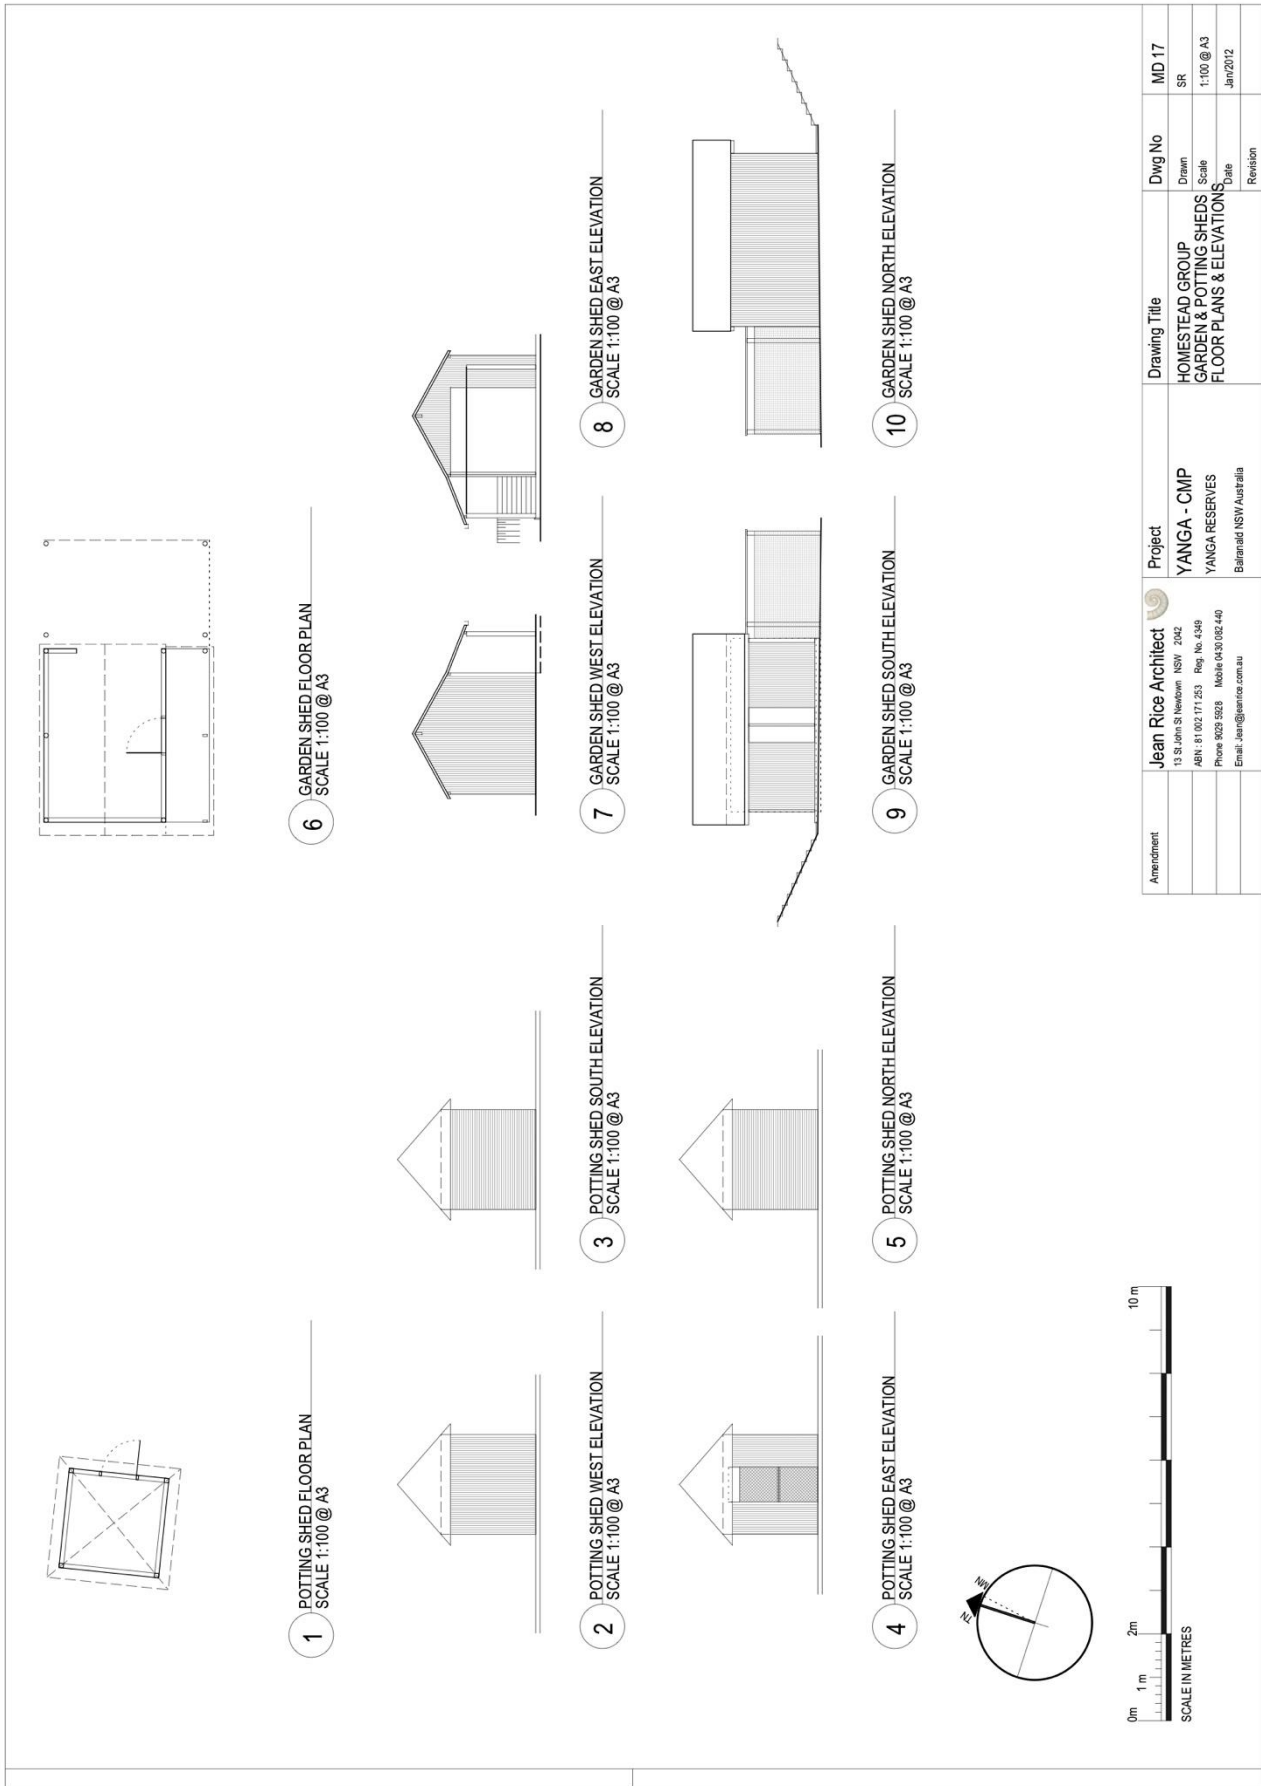 1
POTTING SHED FLOOR PLAN
SCALE 1:100 @ A3
6
GARDEN SHED FLOOR PLAN
SCALE 1:100 @ A3
2
POTTING SHED WEST ELEVATION
SCALE 1:100 @ A3
3
POTTING SHED SOUTH ELEVATION
SCALE 1:100 @ A3
7
GARDEN SHED WEST ELEVATION
SCALE 1:100 @ A3
8
GARDEN SHED EAST ELEVATION
SCALE 1:100 @ A3
4
POTTING SHED EAST ELEVATION
SCALE 1:100 @ A3
5
POTTING SHED NORTH ELEVATION
SCALE 1:100 @ A3
9
GARDEN SHED SOUTH ELEVATION
SCALE 1:100 @ A3
10
GARDEN SHED NORTH ELEVATION
SCALE 1:100 @ A3
TN
MN
0m
1 m
2m
10 m
SCALE IN METRES
Amendment
Jean Rice Architect
13 St John St Newtown NSW 2042
ABN : 81 002 171 253 Reg. No. 4349
Phone 9029 5928 Mobile 0430 082 440
Email: Jean@jeanrice.com.au
Project
YANGA - CMP
YANGA RESERVES
Balranald NSW Australia
Drawing Title
HOMESTEAD GROUP
GARDEN & POTTING SHEDS
FLOOR PLANS & ELEVATIONS
Dwg No
MD 17
Drawn
SR
Scale
1:100 @ A3
Date
Jan/2012
Revision